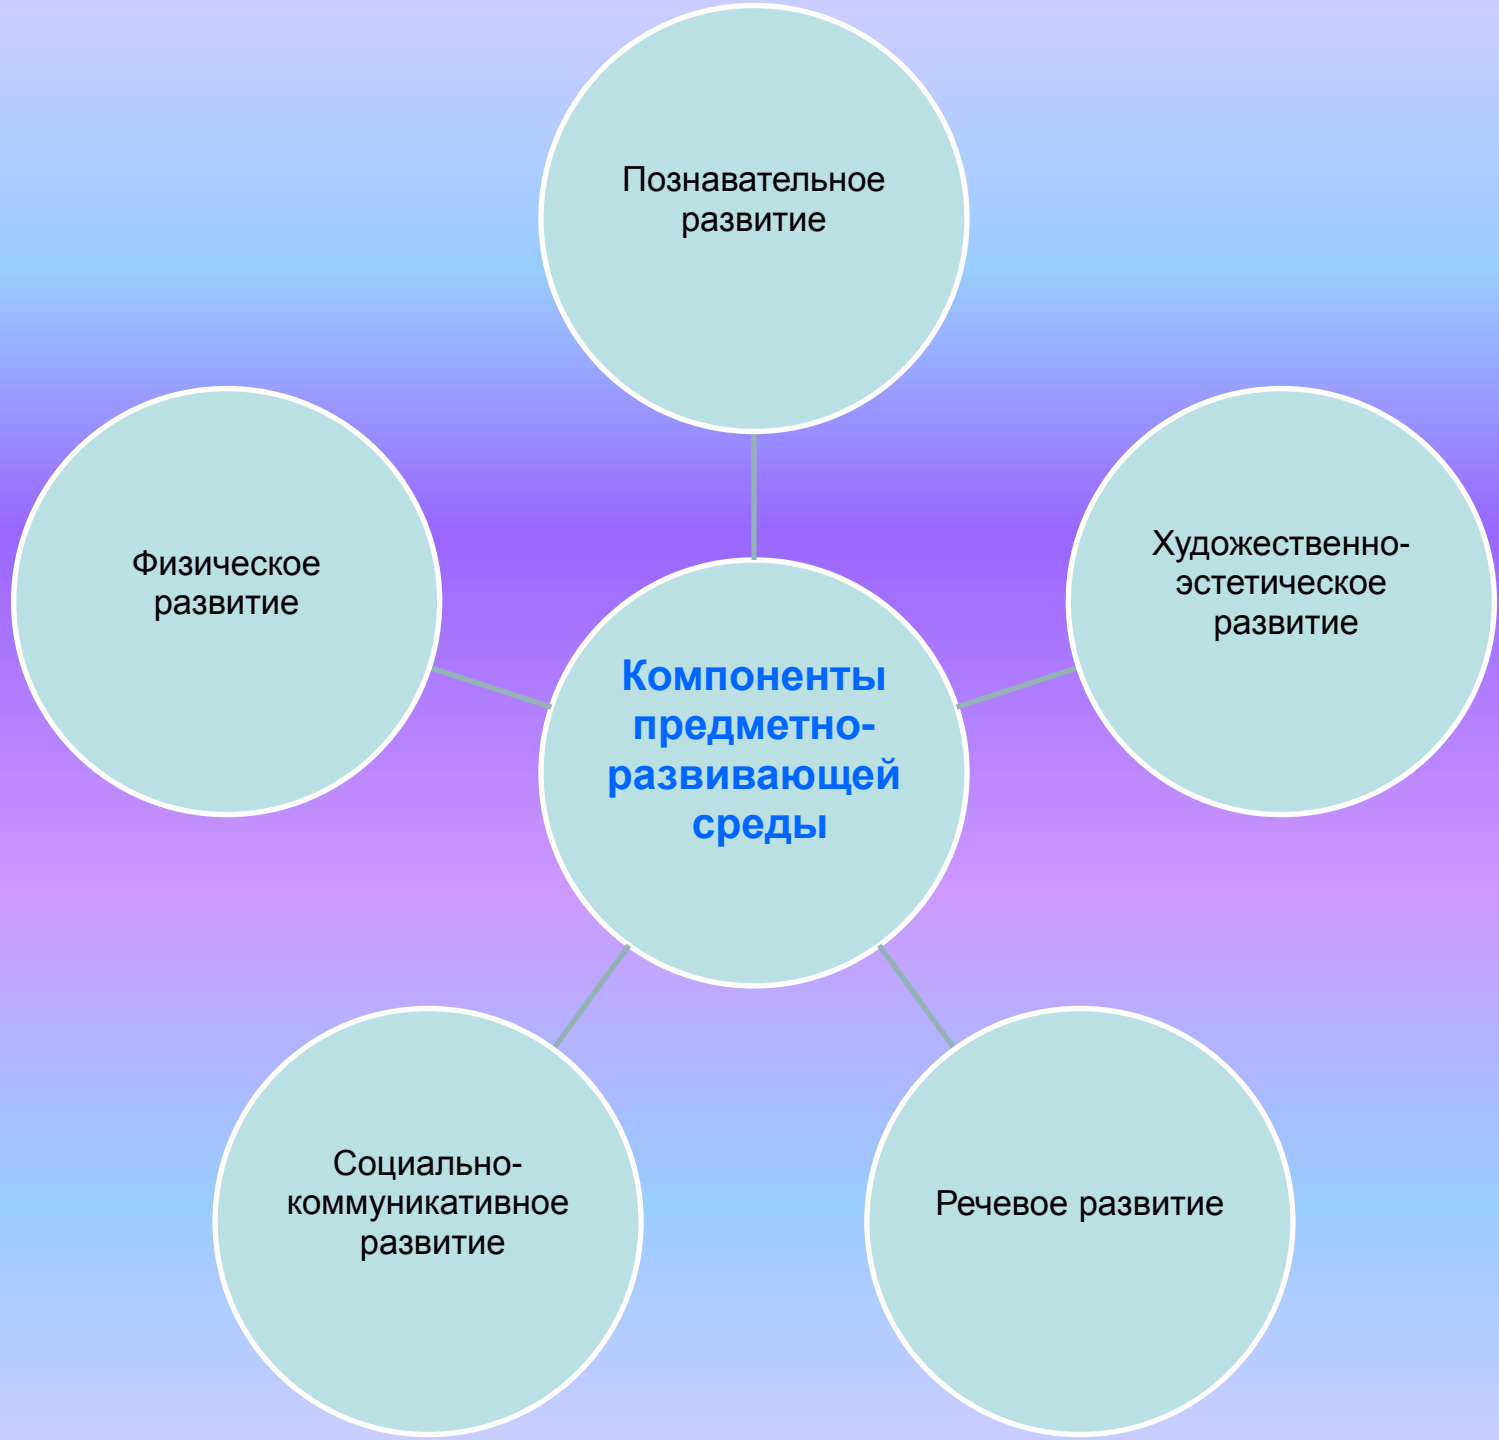 Познавательное
развитие
Художественно-
эстетическое
развитие
Физическое
развитие
Компоненты
предметно-
развивающей
среды
Социально-
коммуникативное
развитие
Речевое развитие